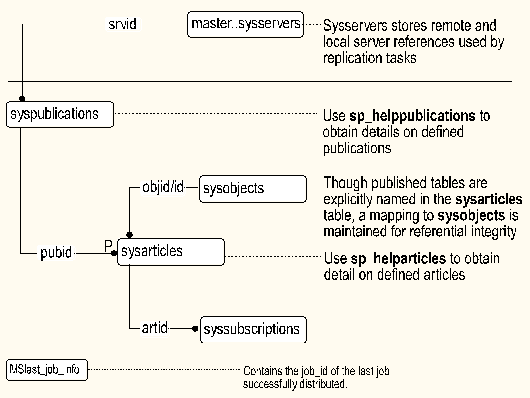 srvid
master..sysservers
Sysservers stores remote and
local server references used by
replication tasks
syspublications
Use sp_helppublications to
obtain details on defined
publications
objid/id
sysobjects
Though published tables are
explicitly named in the sysarticles
table, a mapping to sysobjects is
maintained for referential integrity
pubid
P
sysarticles
Use sp_helparticles to obtain
detail on defined articles
artid
syssubscriptions
MSlast_job_info
Contains the job_id of the last job
successfully distributed.